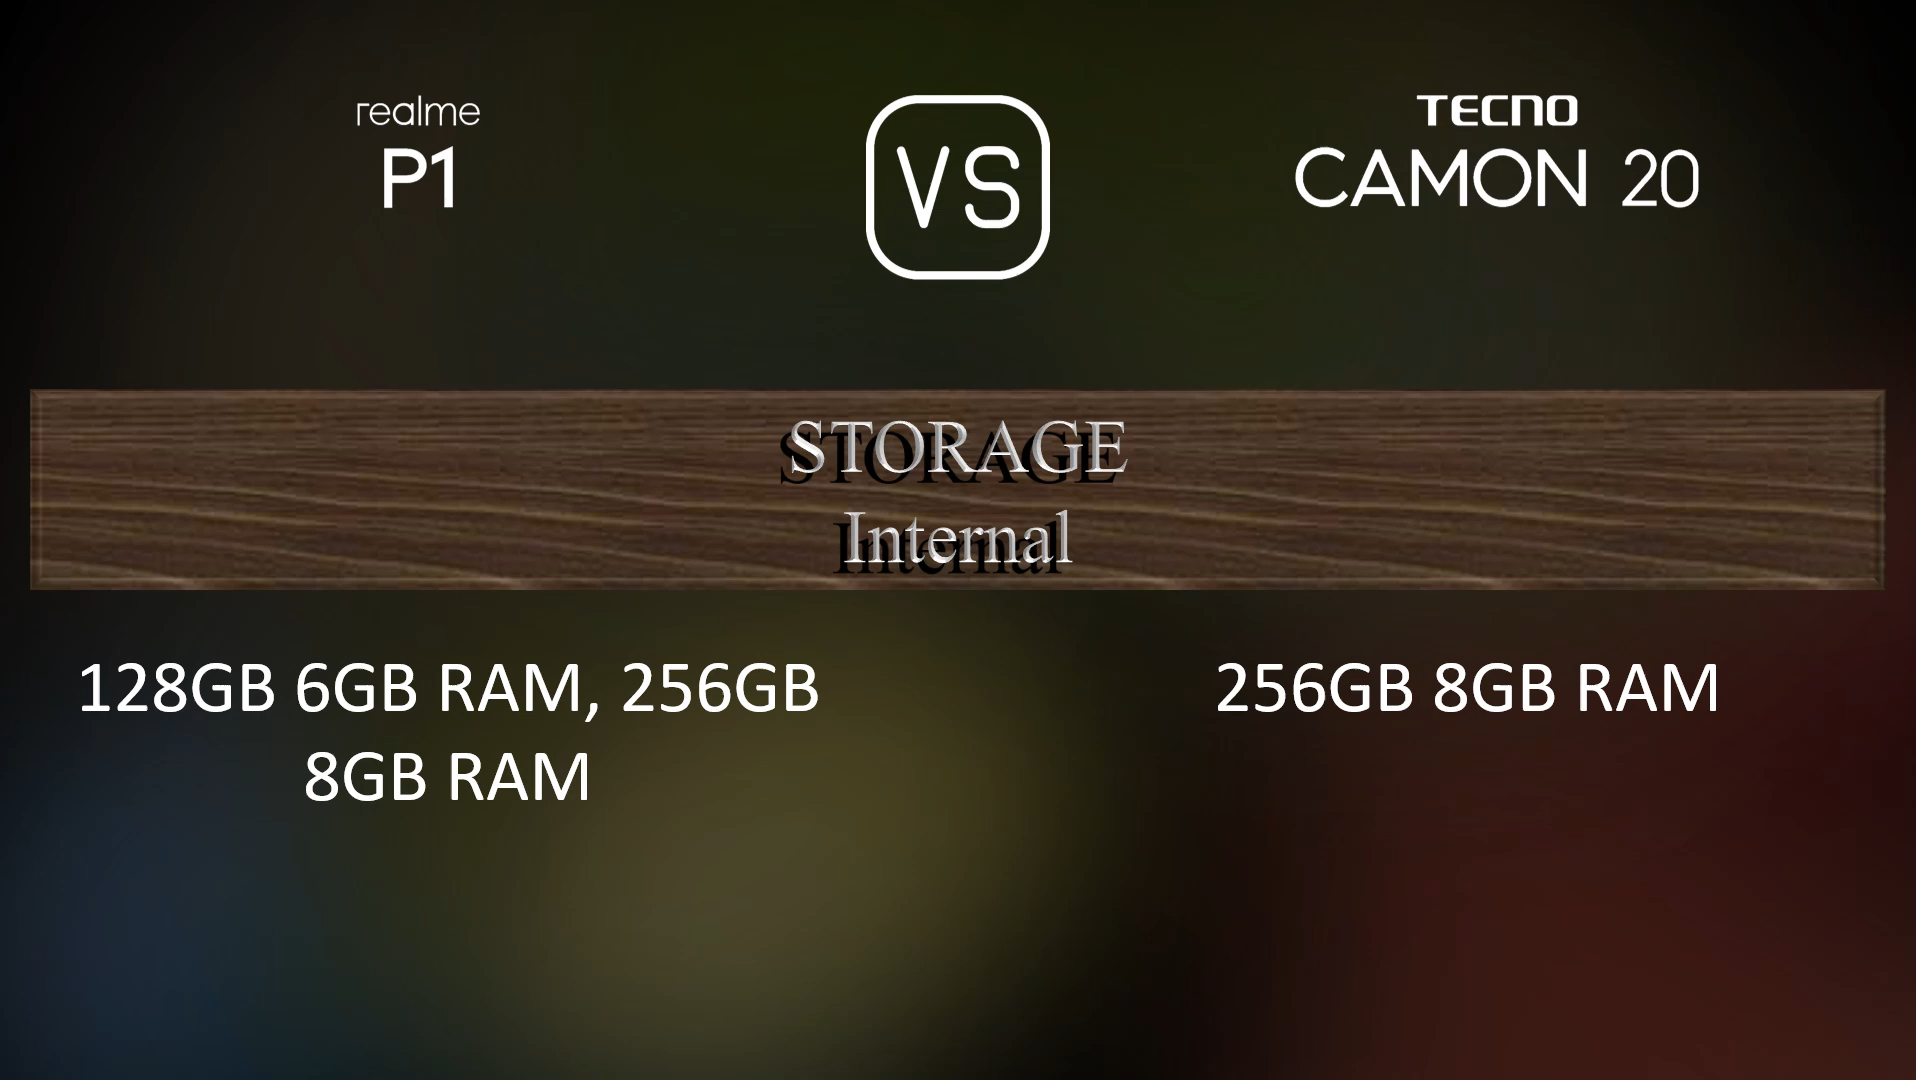 realme
P1
VS
TECNO
CAMON 20
STORAGE
Internal
128GB 6GB RAM, 256GB
8GB RAM
256GB 8GB RAM